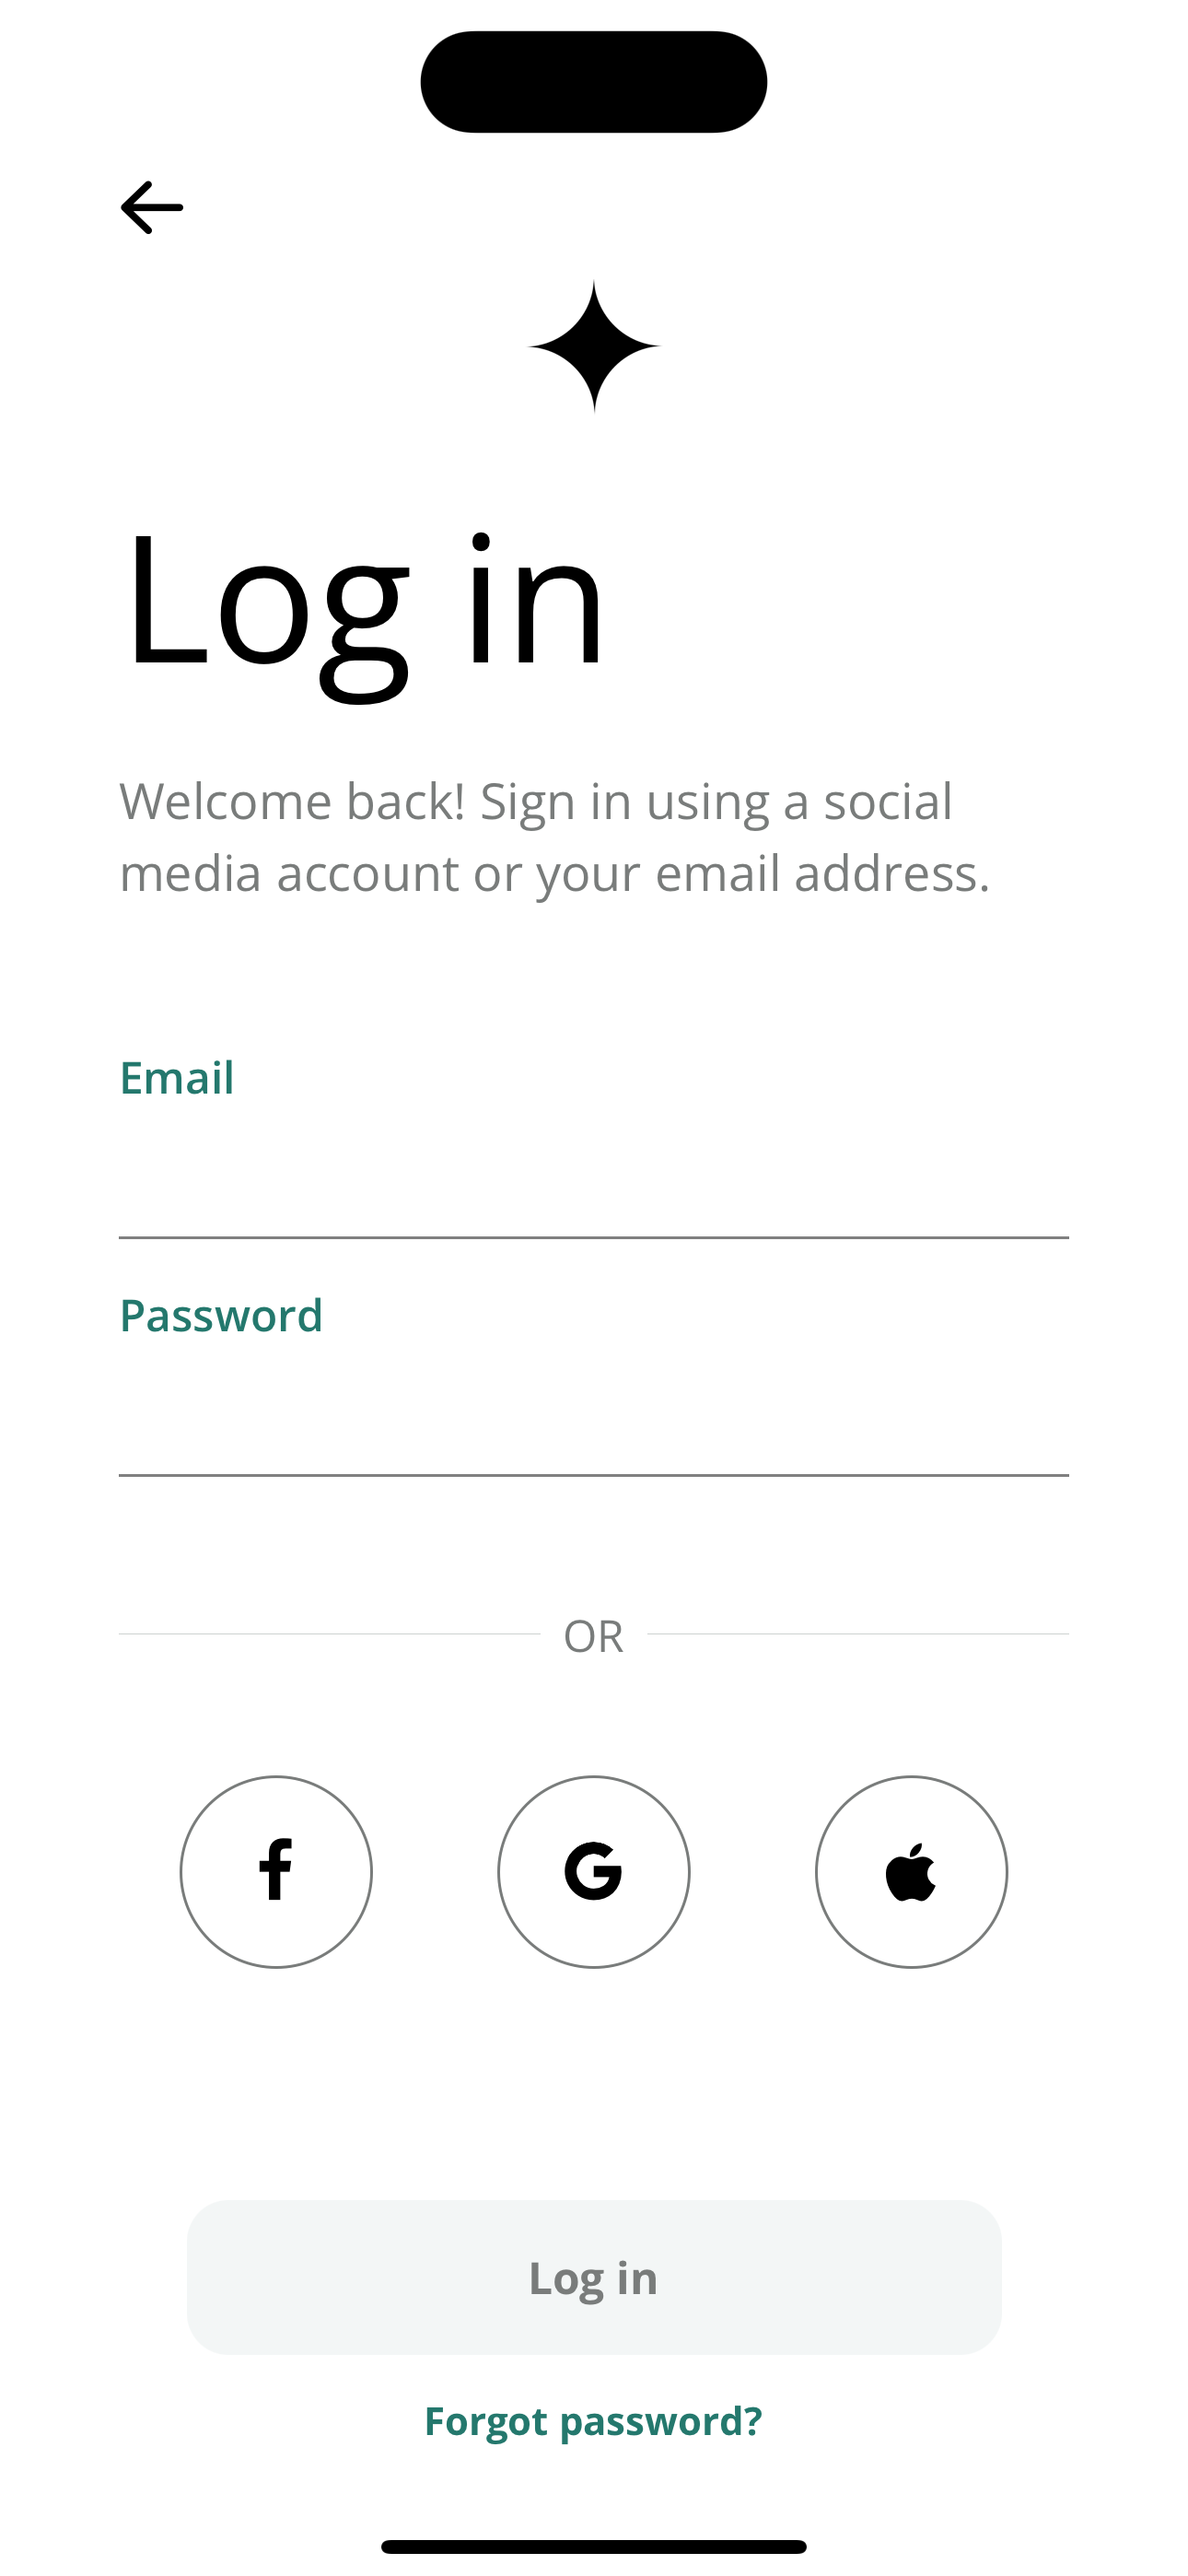 Log in
Welcome back! Sign in using a social
media account or your email address.
Email
Password
OR
Log in
Forgot password?